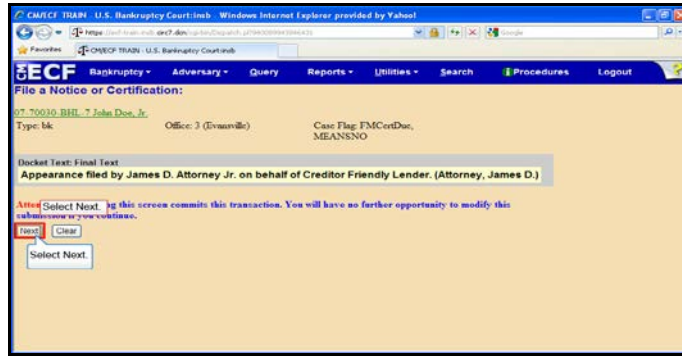 CM/ECF TRAIN - U.S. Bankruptcy Court:insb - Windows Internet Explorer provided by Yahoo!
Google
Favorites CM/ECF TRAIN - U.S. Bankruptcy Court:insb
ECF Bankruptcy Adversary Query Reports Utilities Search Procedures Logout
File a Notice or Certification:
07-70030-BHL-7 John Doe, Jr.
Type: bk Office: 3 (Evansville) Case Flag: FMCertDue,
MEANSNO
Docket Text: Final Text
Appearance filed by James D. Attorney Jr. on behalf of Creditor Friendly Lender. (Attorney, James D.)
Select Next. this screen commits this transaction. You will have no further opportunity to modify this
submission if you continue.
Next Clear
Select Next.